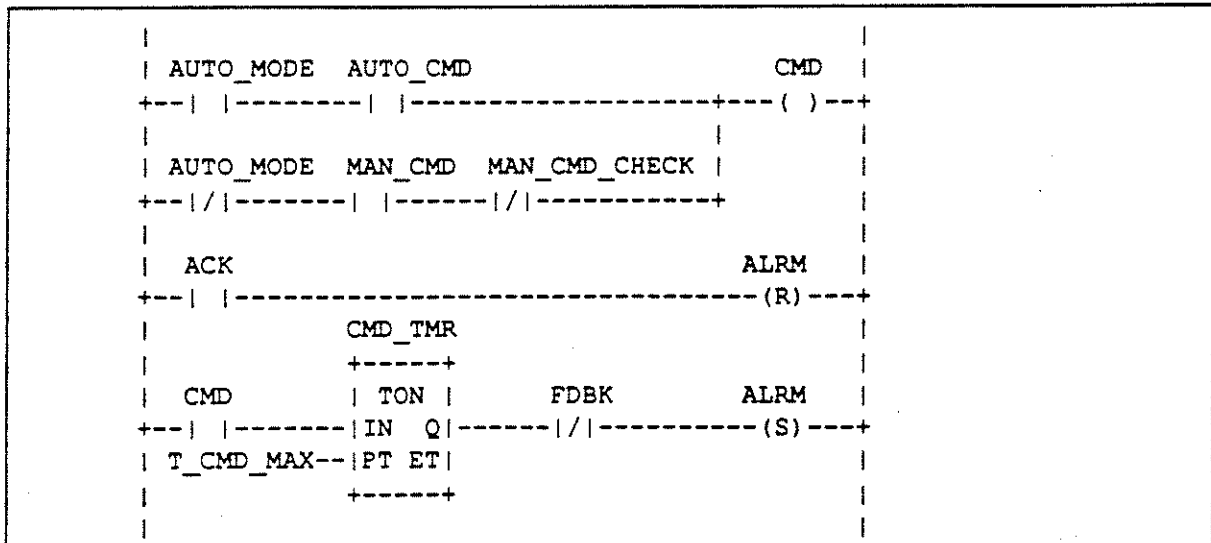 |                                           |
| AUTO_MODE  AUTO_CMD                  CMD  |
+--| |--------| |-------------------+---( )--+
|                                   |       |
| AUTO_MODE  MAN_CMD  MAN_CMD_CHECK |       |
+--|/|-------| |------|/|-----------+       |
|                                           |
|  ACK                               ALRM   |
+--| |---------------------------------(R)---+
|            CMD_TMR                        |
|            +------+                       |
|  CMD       | TON  |      FDBK     ALRM    |
+--| |-------|IN   Q|------|/|----------(S)---+
| T_CMD_MAX--|PT  ET|                       |
|            +------+                       |
|                                           |